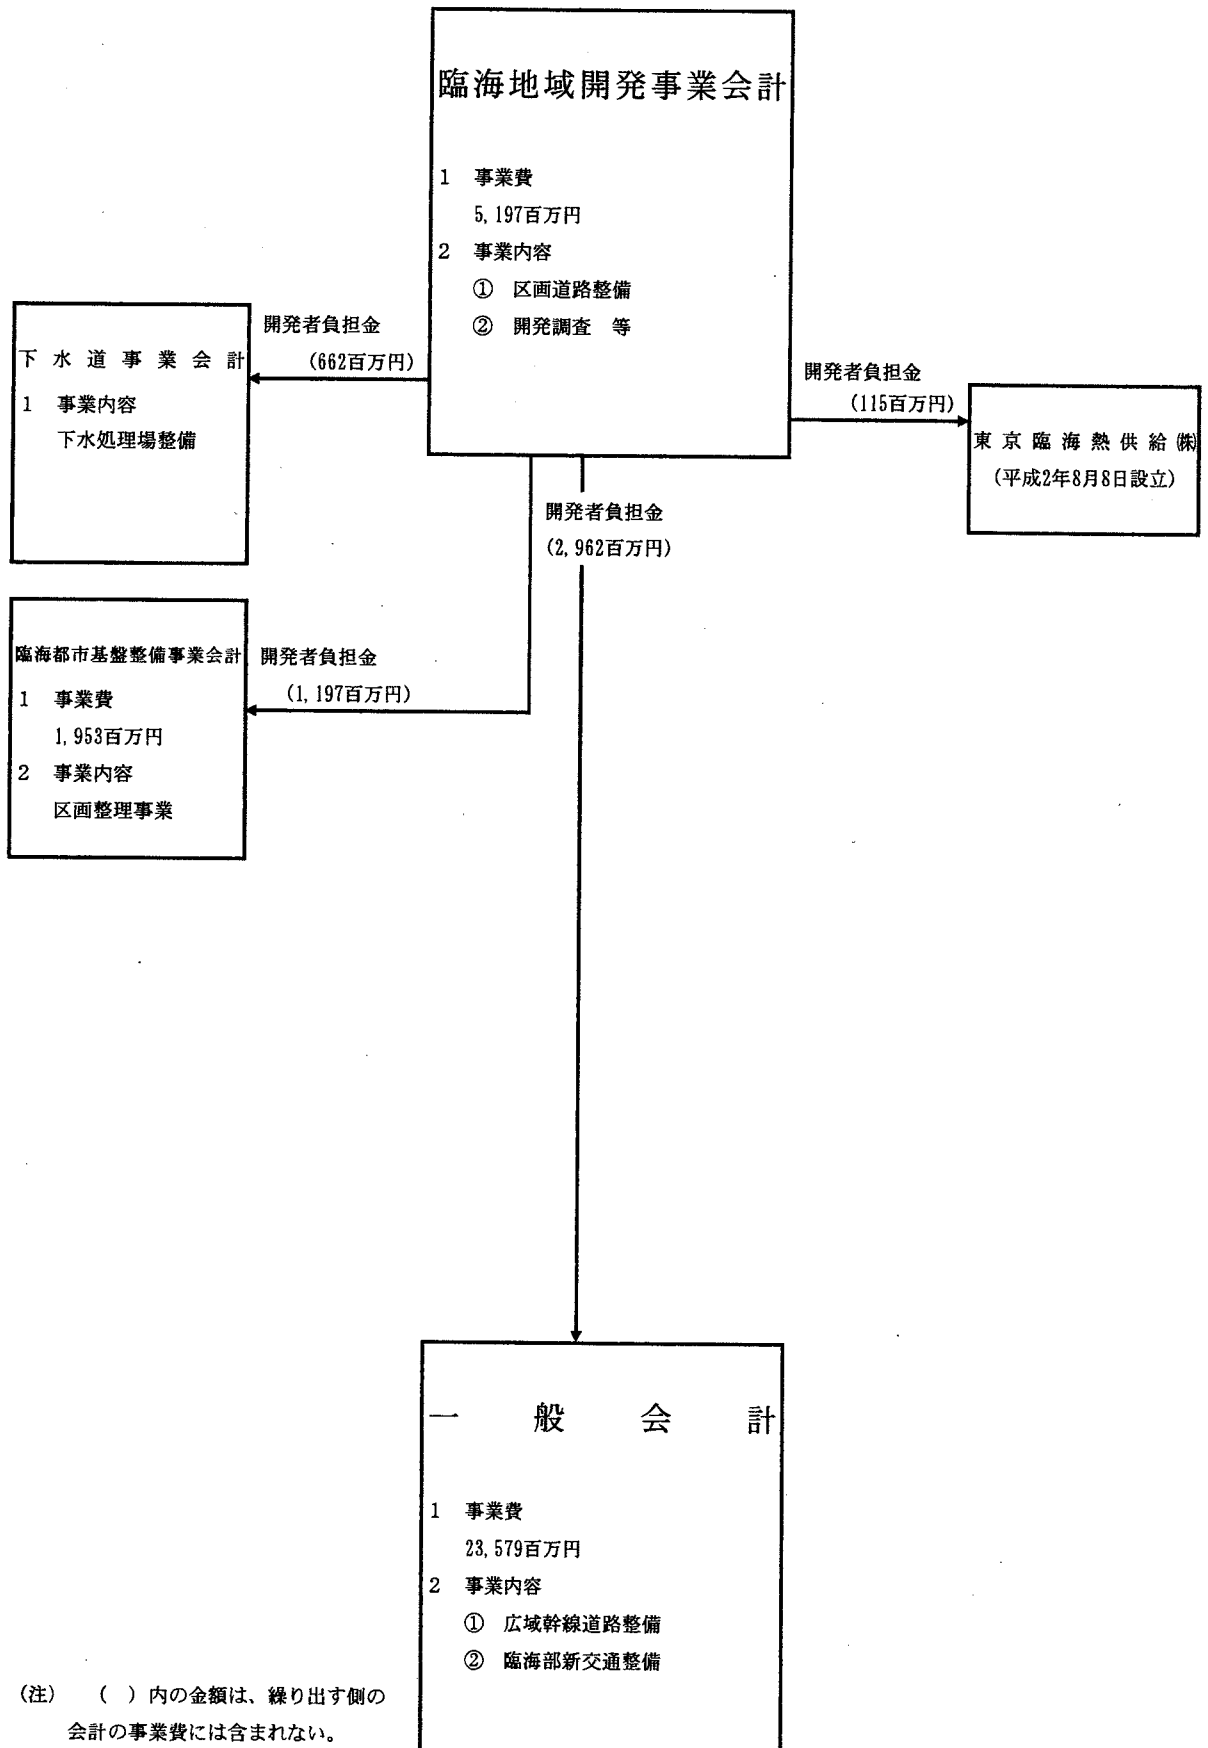 臨海地域開発事業会計
1 事業費
5,197百万円
2 事業内容
① 区画道路整備
② 開発調査 等
開発者負担金
(662百万円)
下水道事業会計
1 事業内容
下水処理場整備
開発者負担金
(115百万円)
東京臨海熱供給㈱
(平成2年8月8日設立)
開発者負担金
(2,962百万円)
臨海都市基盤整備事業会計
1 事業費
1,953百万円
2 事業内容
区画整理事業
開発者負担金
(1,197百万円)
一般会計
1 事業費
23,579百万円
2 事業内容
① 広域幹線道路整備
② 臨海部新交通整備
(注) ( )内の金額は、繰り出す側の
会計の事業費には含まれない。